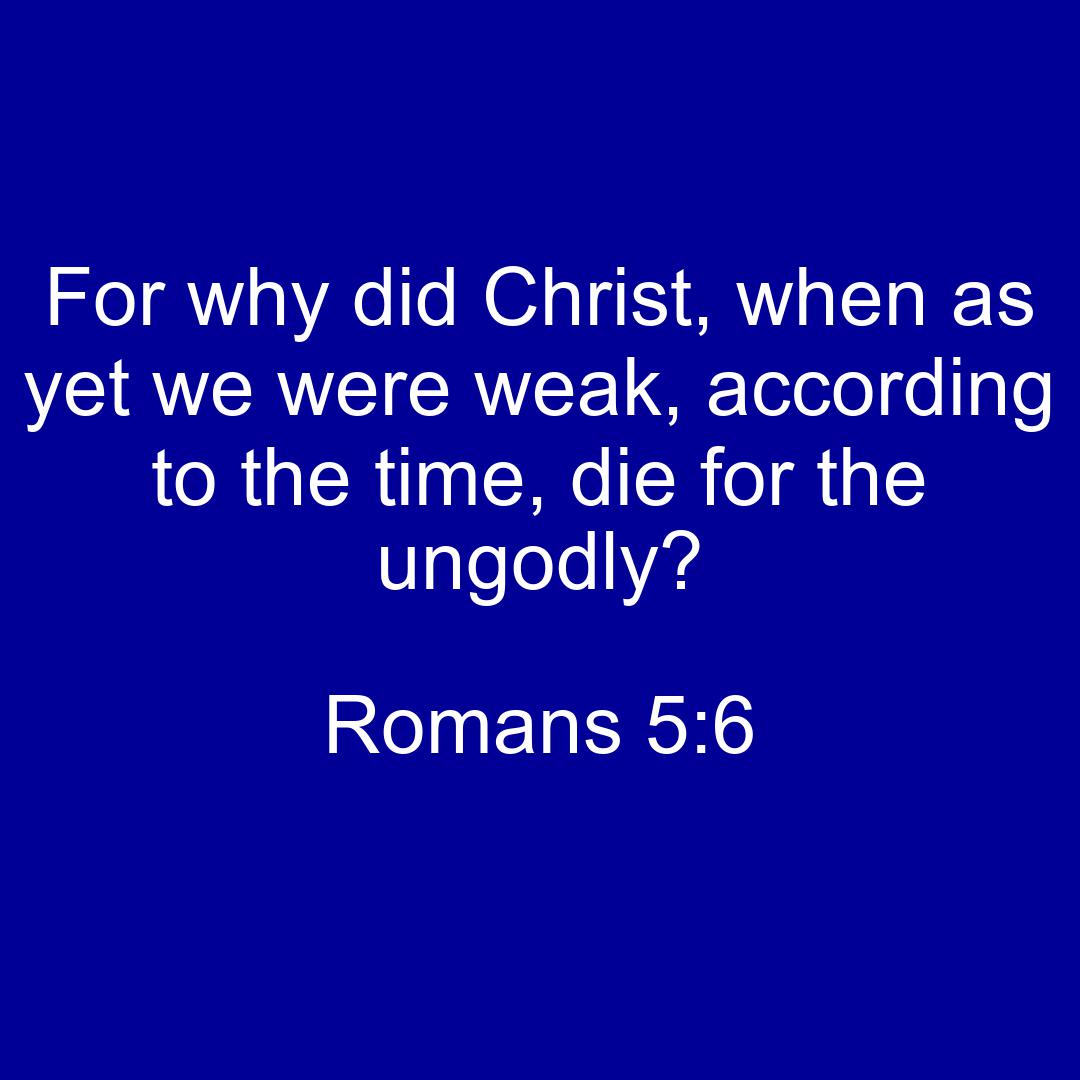 For why did Christ, when as
yet we were weak, according
to the time, die for the
ungodly?
Romans 5:6